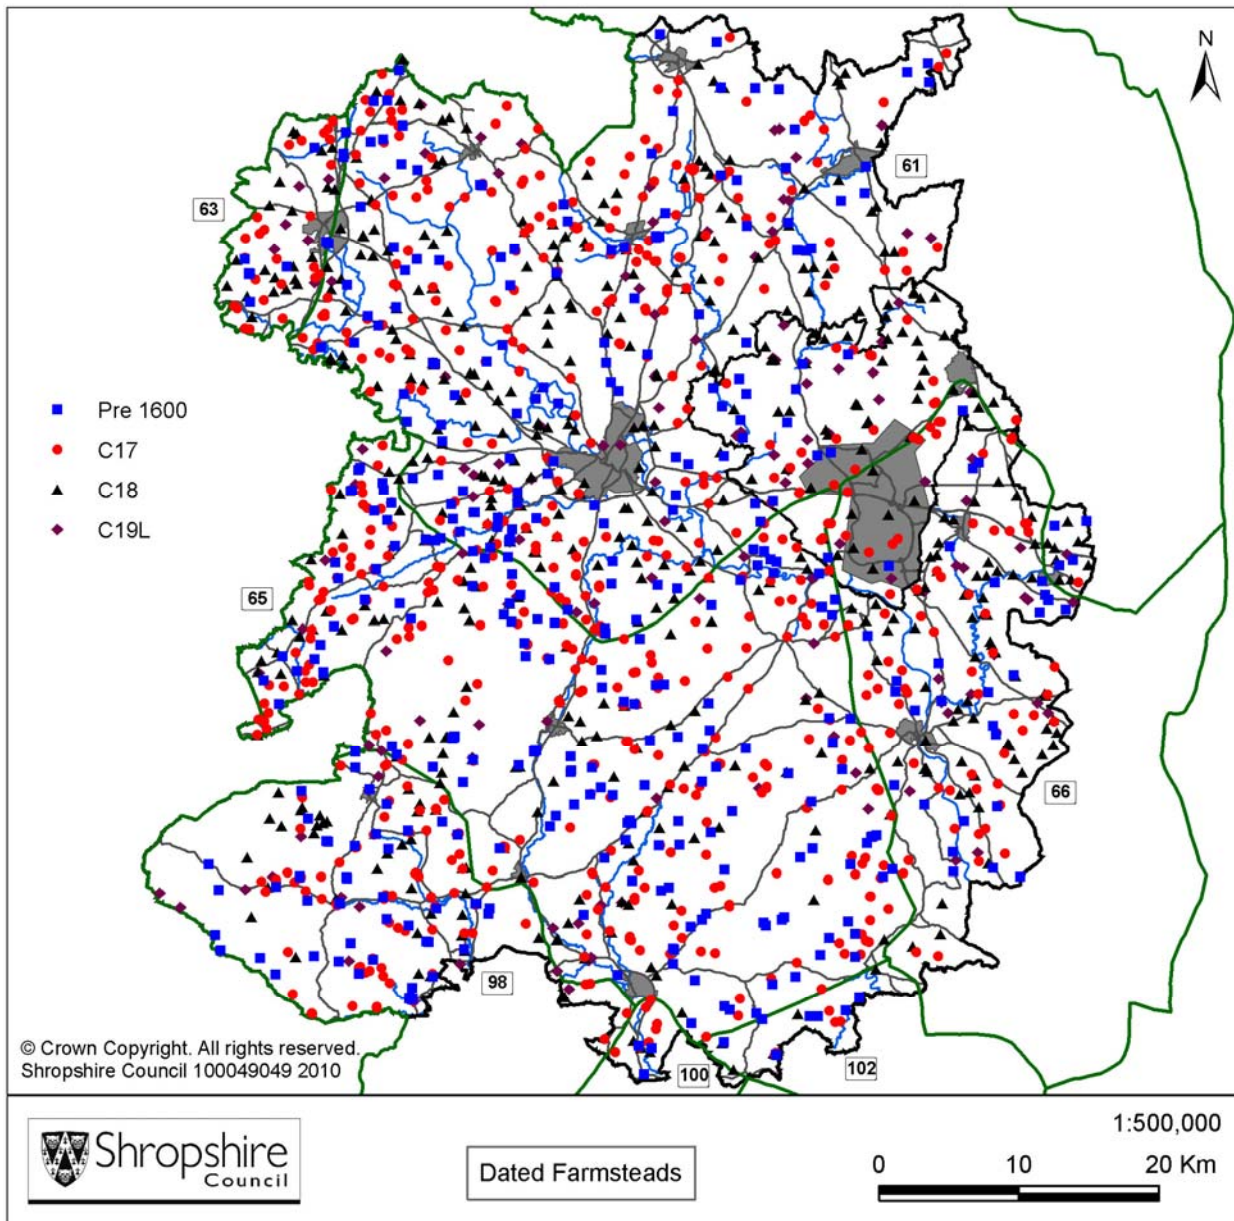 N
61
63
Pre 1600
C17
C18
C19L
65
66
98
100
102
© Crown Copyright. All rights reserved.
Shropshire Council 100049049 2010
Shropshire
Council
Dated Farmsteads
1:500,000
0 10 20 Km